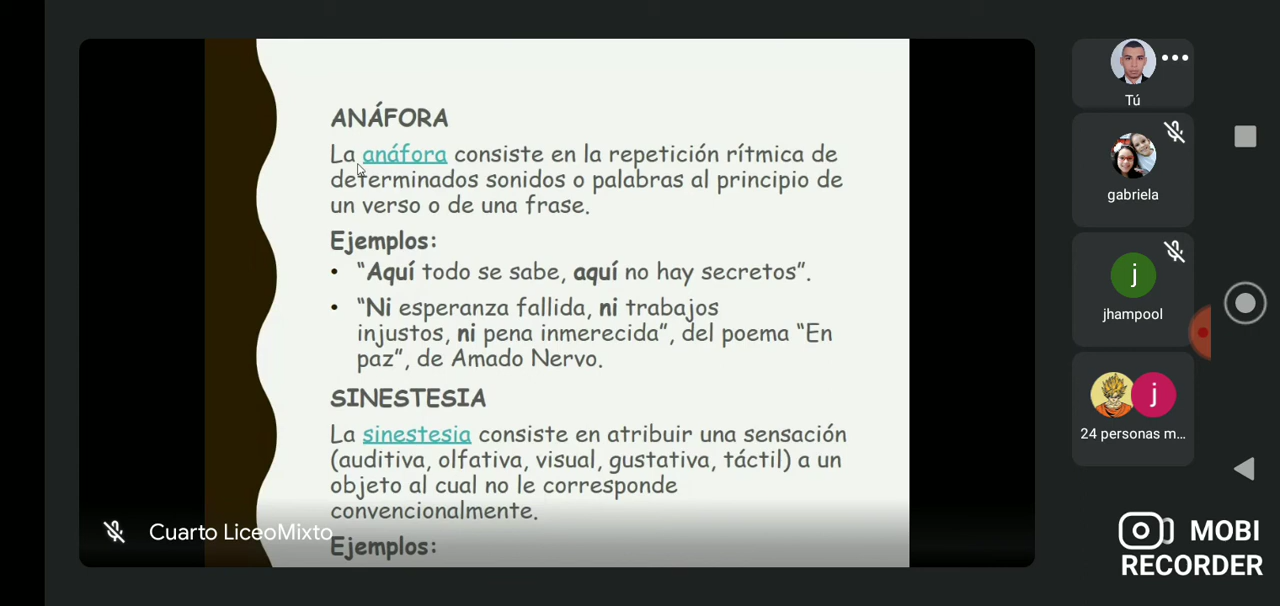 ANÁFORA
La anáfora consiste en la repetición rítmica de
determinados sonidos o palabras al principio de
un verso o de una frase.
Ejemplos:
• “Aquí todo se sabe, aquí no hay secretos”.
• “Ni esperanza fallida, ni trabajos
injustos, ni pena inmerecida”, del poema “En
paz”, de Amado Nervo.
SINESTESIA
La sinestesia consiste en atribuir una sensación
(auditiva, olfativa, visual, gustativa, táctil) a un
objeto al cual no le corresponde
convencionalmente.
Ejemplos:
Cuarto LiceoMixto
Tú
gabriela
j
jhampool
j
24 personas m...
MOBI
RECORDER